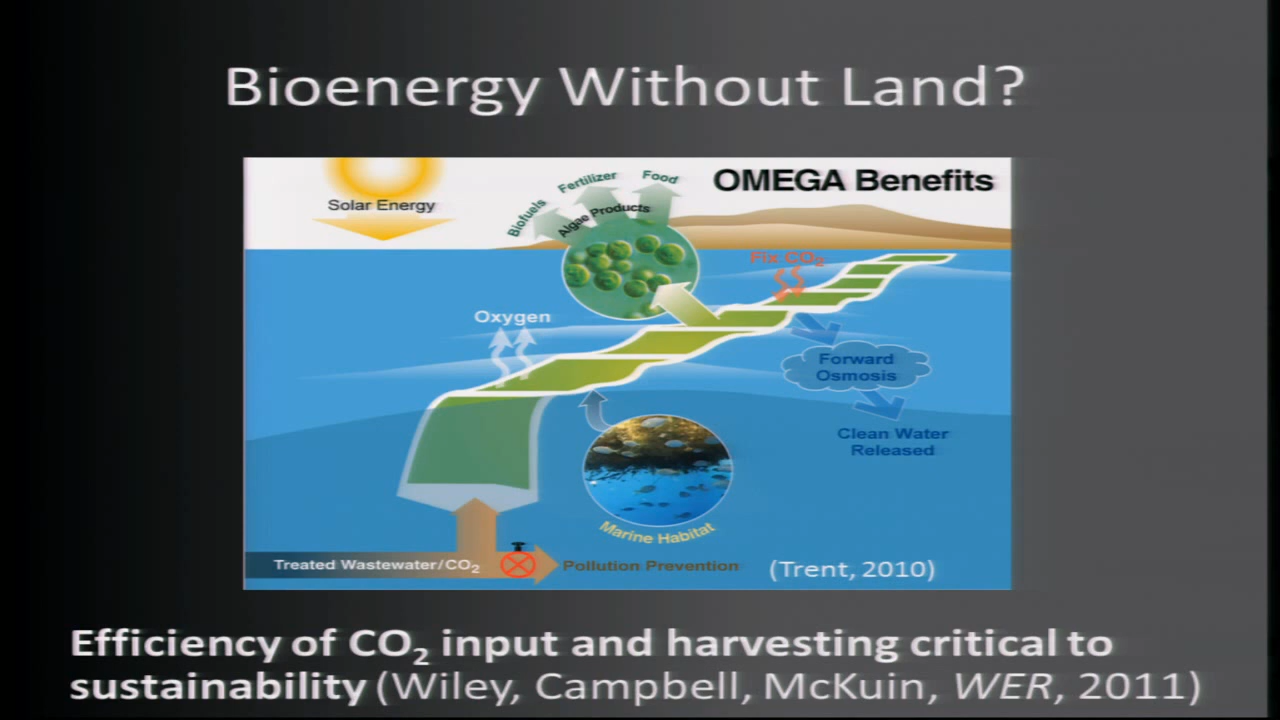 Bioenergy Without Land?
OMEGA Benefits
Solar Energy
Biofuels
Fertilizer
Food
Algae Products
Fix CO₂
Oxygen
Forward
Osmosis
Clean Water
Released
Marine Habitat
Treated Wastewater/CO₂
Pollution Prevention
(Trent, 2010)
Efficiency of CO₂ input and harvesting critical to
sustainability (Wiley, Campbell, McKuin, WER, 2011)